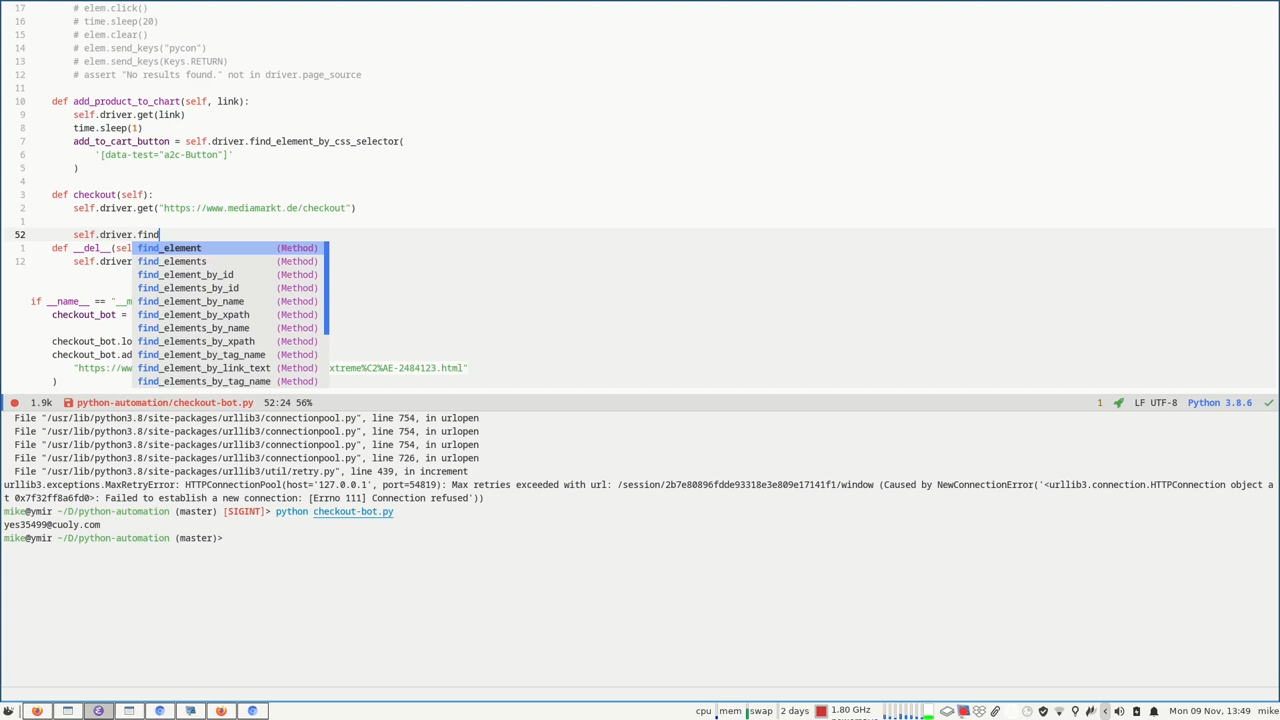 17 # elem.click()
16 # time.sleep(20)
15 # elem.clear()
14 # elem.send_keys("pycon")
13 # elem.send_keys(Keys.RETURN)
12 # assert "No results found." not in driver.page_source
11
10 def add_product_to_chart(self, link):
9 self.driver.get(link)
8 time.sleep(1)
7 add_to_cart_button = self.driver.find_element_by_css_selector(
6 '[data-test="a2c-Button"]'
5 )
4
3 def checkout(self):
2 self.driver.get("https://www.mediamarkt.de/checkout")
1
52 self.driver.find
1 def __del__(sel find_element (Method)
12 self.driver find_elements (Method)
find_element_by_id (Method)
find_elements_by_id (Method)
if __name__ == "__m find_element_by_name (Method)
checkout_bot = find_element_by_xpath (Method)
find_elements_by_name (Method)
checkout_bot.lo find_elements_by_xpath (Method)
checkout_bot.ad find_element_by_tag_name (Method)
"https://ww find_element_by_link_text (Method) xtreme%C2%AE-2484123.html"
) find_elements_by_tag_name (Method)
1.9k python-automation/checkout-bot.py 52:24 56% 1 LF UTF-8 Python 3.8.6
File "/usr/lib/python3.8/site-packages/urllib3/connectionpool.py", line 754, in urlopen
File "/usr/lib/python3.8/site-packages/urllib3/connectionpool.py", line 754, in urlopen
File "/usr/lib/python3.8/site-packages/urllib3/connectionpool.py", line 754, in urlopen
File "/usr/lib/python3.8/site-packages/urllib3/connectionpool.py", line 726, in urlopen
File "/usr/lib/python3.8/site-packages/urllib3/util/retry.py", line 439, in increment
urllib3.exceptions.MaxRetryError: HTTPConnectionPool(host='127.0.0.1', port=54819): Max retries exceeded with url: /session/2b7e80896fdde93318e3e809e17141f1/window (Caused by NewConnectionError('<urllib3.connection.HTTPConnection object a
t 0x7f32ff8a6fd0>: Failed to establish a new connection: [Errno 111] Connection refused'))
mike@ymir ~/D/python-automation (master) [SIGINT]> python checkout-bot.py
yes35499@cuoly.com
mike@ymir ~/D/python-automation (master)>
cpu mem swap 2 days 1.80 GHz Mon 09 Nov, 13:49 mike